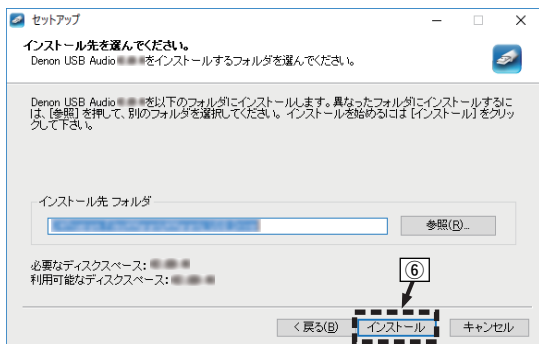 セットアップ
インストール先を選んでください。
Denon USB Audio をインストールするフォルダを選んでください。
Denon USB Audio を以下のフォルダにインストールします。異なったフォルダにインストールするに
は、[参照] を押して、別のフォルダを選択してください。インストールを始めるには [インストール] をクリッ
クして下さい。
インストール先 フォルダ
参照(R)...
必要なディスクスペース:
利用可能なディスクスペース:
⑥
< 戻る(B)
インストール
キャンセル